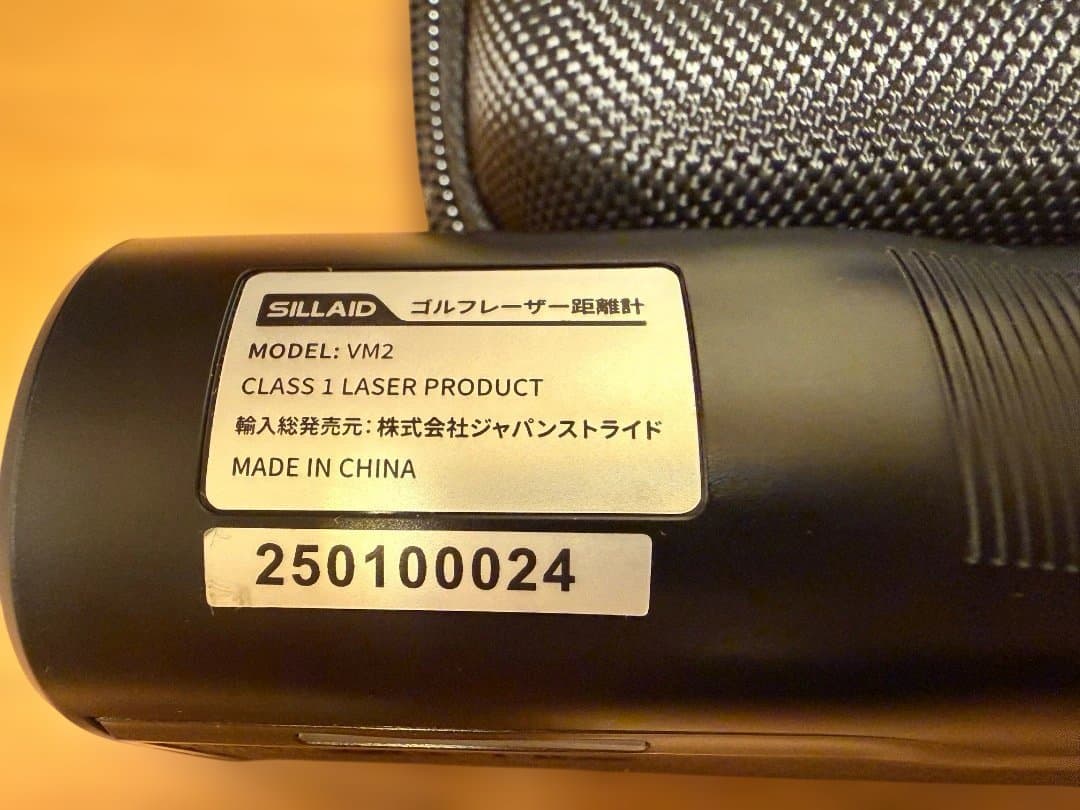 SILLAID ゴルフレーザー距離計
MODEL: VM2
CLASS 1 LASER PRODUCT
輸入総発売元:株式会社ジャパンストライド
MADE IN CHINA
250100024